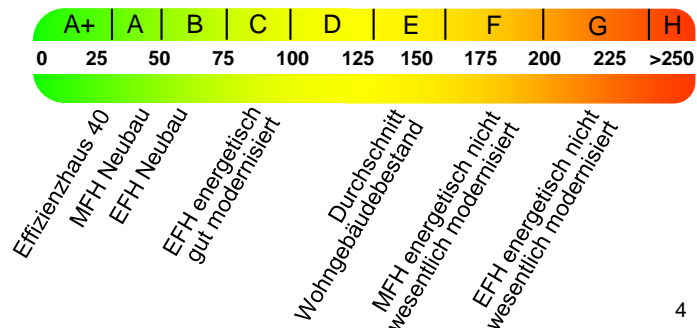 A+ A B C D E F G H
0 25 50 75 100 125 150 175 200 225 >250
Effizienzhaus 40
MFH Neubau
EFH Neubau
EFH energetisch
gut modernisiert
Durchschnitt
Wohngebäudebestand
MFH energetisch nicht
wesentlich modernisiert
EFH energetisch nicht
wesentlich modernisiert
4